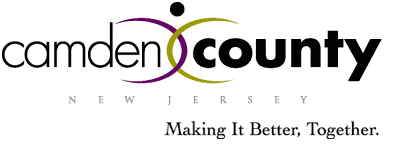 camden county
NEW JERSEY
Making It Better, Together.